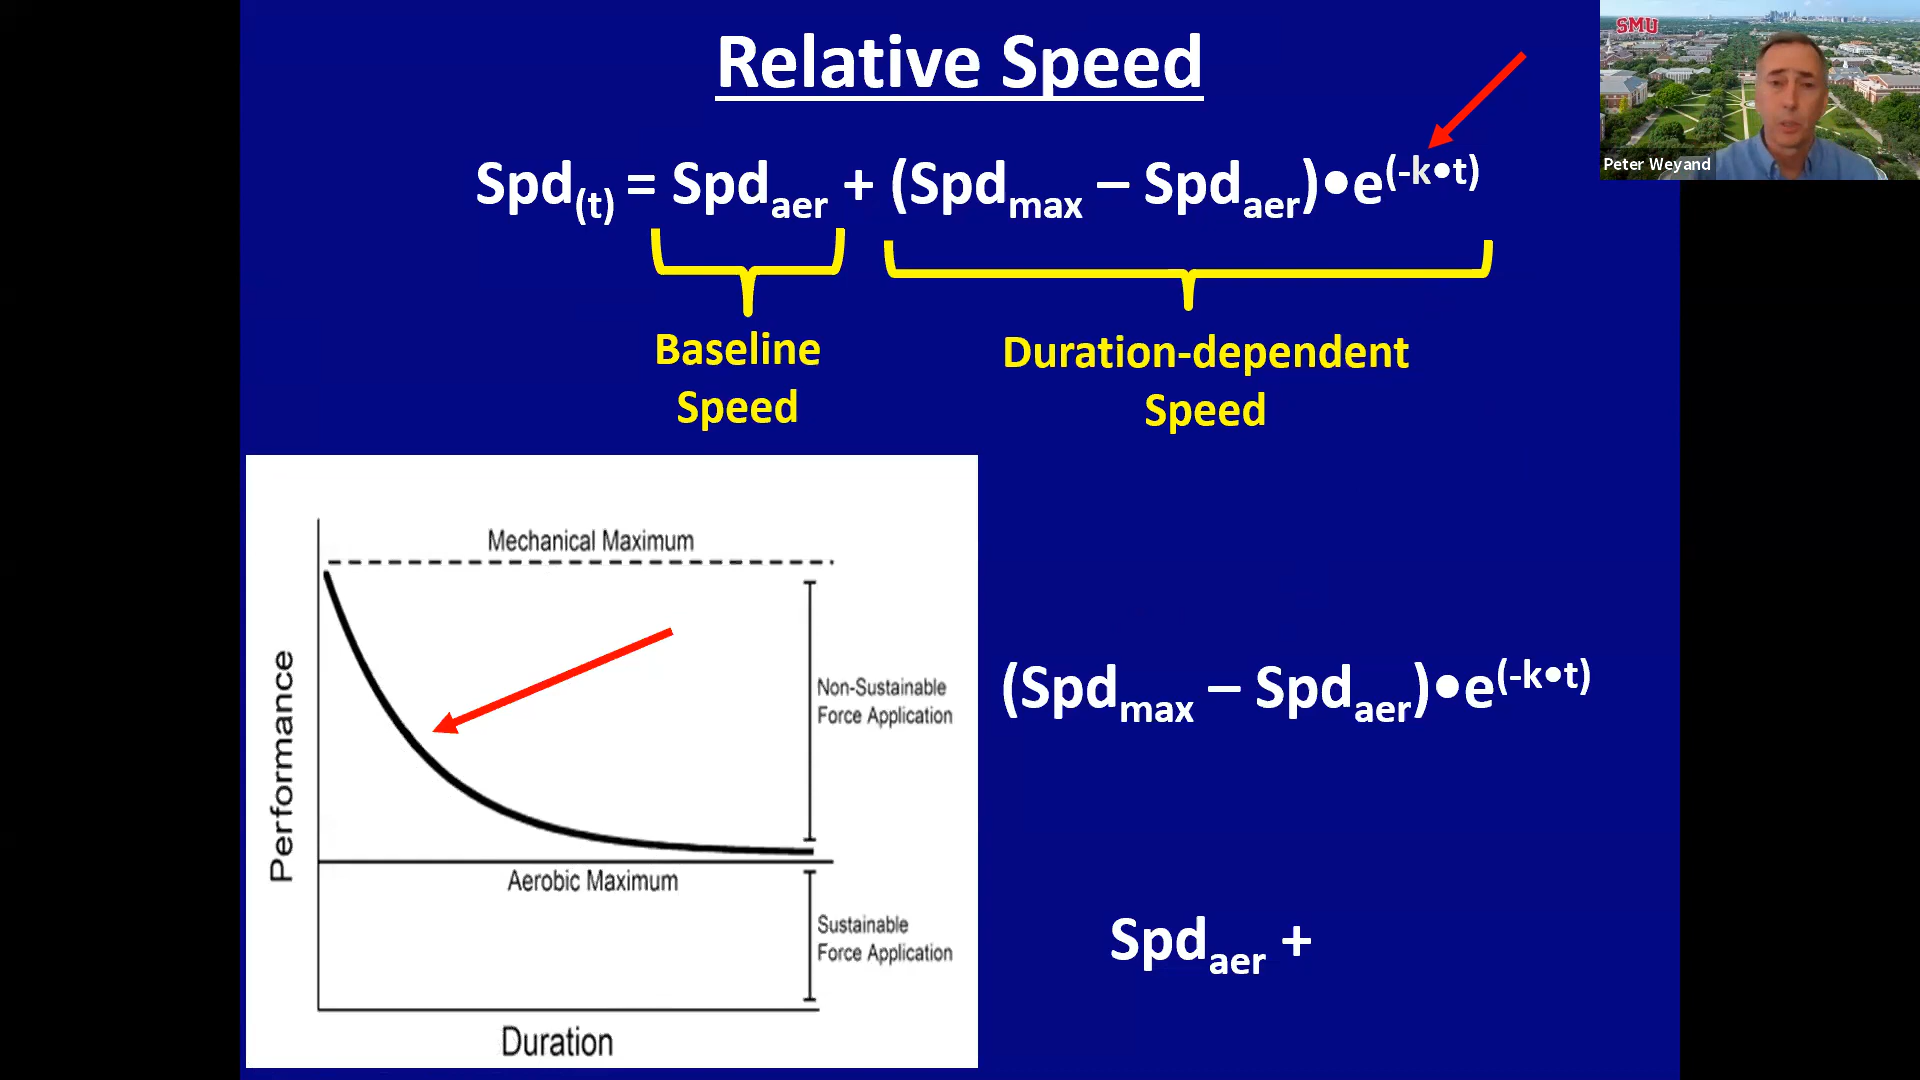 Relative Speed
SMU
Peter Weyand
Spd(t) = Spdaer + (Spdmax – Spdaer)•e(-k•t)
Baseline
Speed
Duration-dependent
Speed
Mechanical Maximum
Performance
Non-Sustainable
Force Application
(Spdmax – Spdaer)•e(-k•t)
Aerobic Maximum
Sustainable
Force Application
Spdaer +
Duration